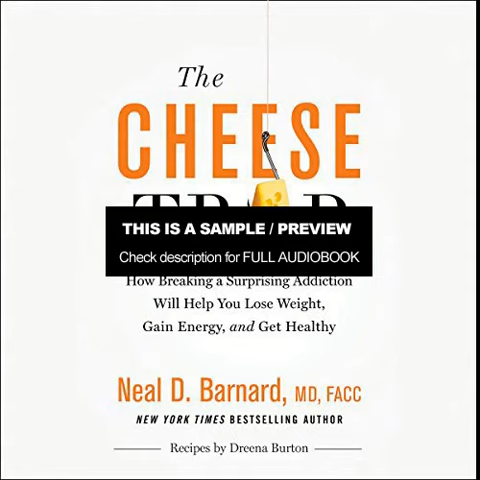 The
CHEESE
THIS IS A SAMPLE / PREVIEW
Check description for FULL AUDIOBOOK
How Breaking a Surprising Addiction
Will Help You Lose Weight,
Gain Energy, and Get Healthy
Neal D. Barnard, MD, FACC
NEW YORK TIMES BESTSELLING AUTHOR
Recipes by Dreena Burton